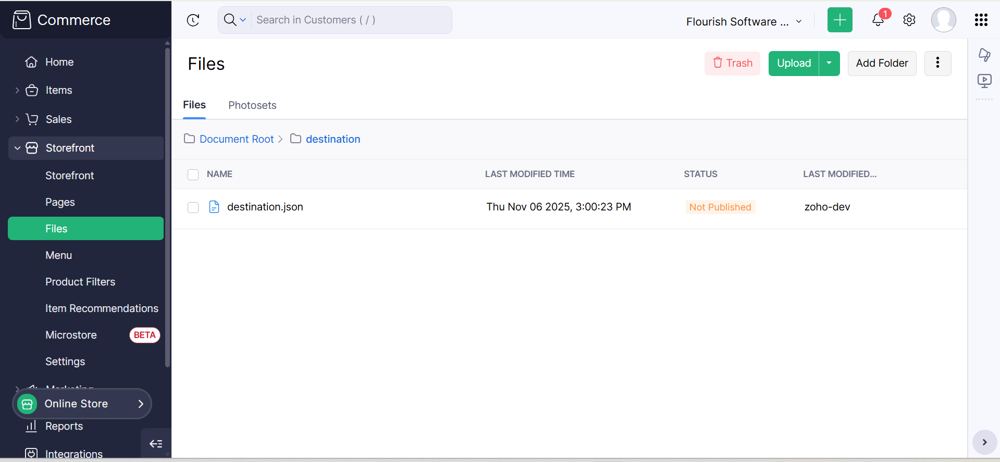 Commerce
Search in Customers ( / )
Flourish Software ...
1
Home
Items
Sales
Storefront
Storefront
Pages
Files
Menu
Product Filters
Item Recommendations
Microstore BETA
Settings
Marketing
Online Store
Reports
Integrations
Files
Trash
Upload
Add Folder
Files Photosets
Document Root > destination
NAME LAST MODIFIED TIME STATUS LAST MODIFIED...
destination.json Thu Nov 06 2025, 3:00:23 PM Not Published zoho-dev